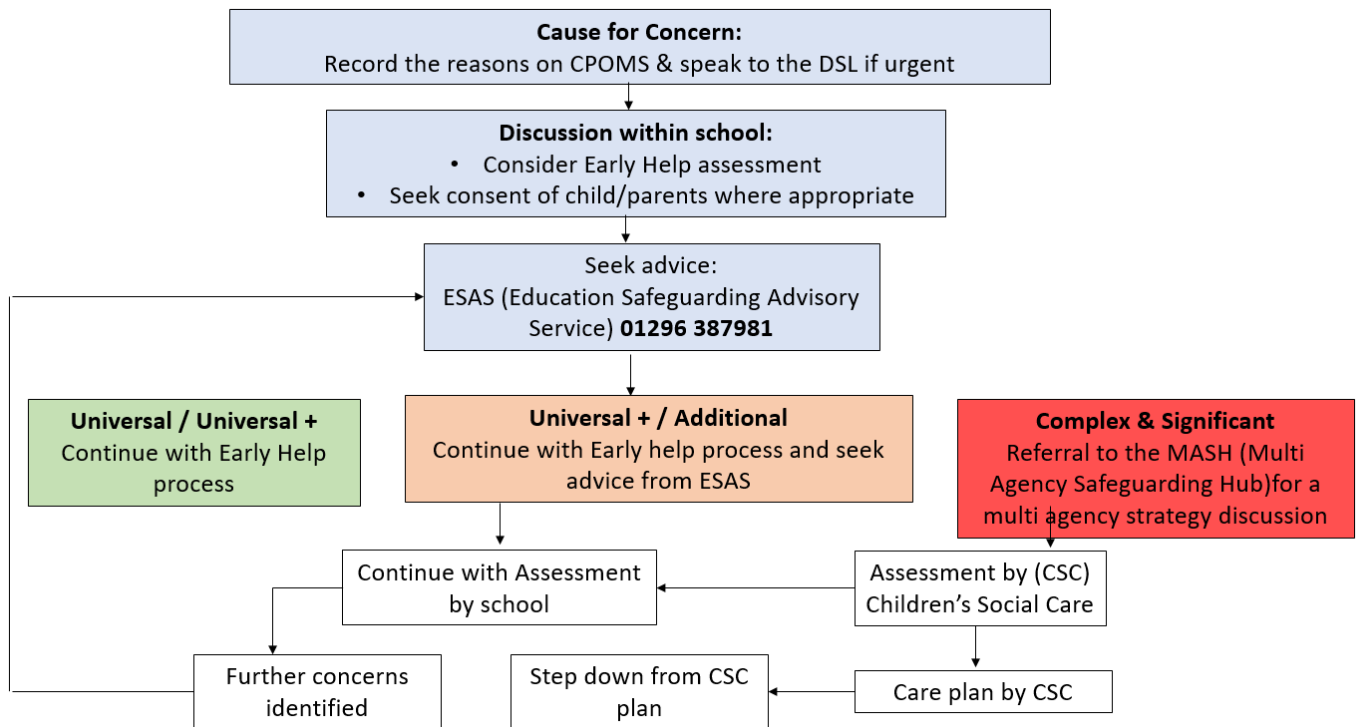 Cause for Concern:
Record the reasons on CPOMS & speak to the DSL if urgent
Discussion within school:
• Consider Early Help assessment
• Seek consent of child/parents where appropriate
Seek advice:
ESAS (Education Safeguarding Advisory
Service) 01296 387981
Universal / Universal +
Continue with Early Help
process
Universal + / Additional
Continue with Early help process and seek
advice from ESAS
Complex & Significant
Referral to the MASH (Multi
Agency Safeguarding Hub)for a
multi agency strategy discussion
Continue with Assessment
by school
Assessment by (CSC)
Children’s Social Care
Further concerns
identified
Step down from CSC
plan
Care plan by CSC